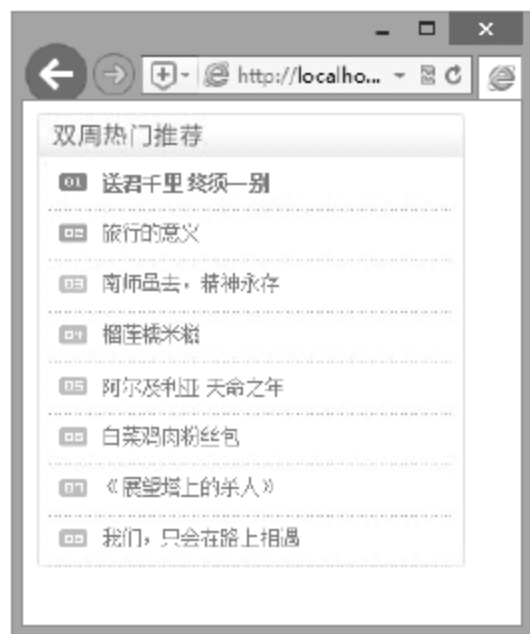 http://localho...
双周热门推荐
01 送君千里 终须一别
02 旅行的意义
03 南师虽去，精神永存
04 榴莲糯米糍
05 阿尔及利亚 天命之年
06 白菜鸡肉粉丝包
07 《展望塔上的杀人》
08 我们，只会在路上相遇